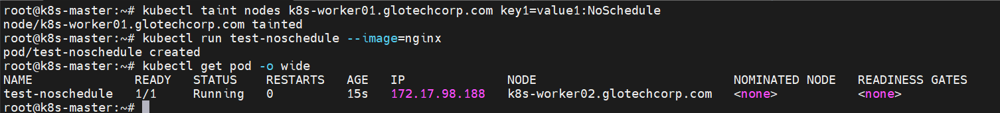 root@k8s-master:~# kubectl taint nodes k8s-worker01.glotechcorp.com key1=value1:NoSchedule
node/k8s-worker01.glotechcorp.com tainted
root@k8s-master:~# kubectl run test-noschedule --image=nginx
pod/test-noschedule created
root@k8s-master:~# kubectl get pod -o wide
NAME READY STATUS RESTARTS AGE IP NODE NOMINATED NODE READINESS GATES
test-noschedule 1/1 Running 0 15s 172.17.98.188 k8s-worker02.glotechcorp.com <none> <none>
root@k8s-master:~#